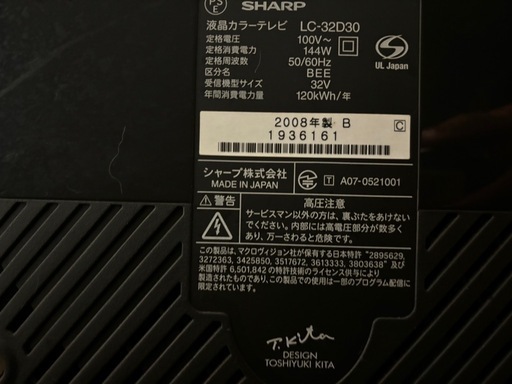 PS
E
SHARP
液晶カラーテレビ LC-32D30
定格電圧 100V~
定格消費電力 144W
定格周波数 50/60Hz
区分名 BEE
受信機型サイズ 32V
年間消費電力量 120kWh/年
UL Japan
2008年製 B
1936161
C
シャープ株式会社
MADE IN JAPAN
T A07-0521001
警告
高圧注意
サービスマン以外の方は、裏ぶたをあけない
でください。内部には高電圧部分が数多く
あり、万一さわると危険です。
この製品は、マクロヴィジョン社が保有する日本特許 "2895629,
3272363, 3425850, 3517672, 3613333, 3803638" 及び
米国特許 6,501,842 の特許技術のライセンス供与により
製造されたものであり、この製品での使用は一部のプログラム配信に
限定されています。
T. Kita
DESIGN
TOSHIYUKI KITA